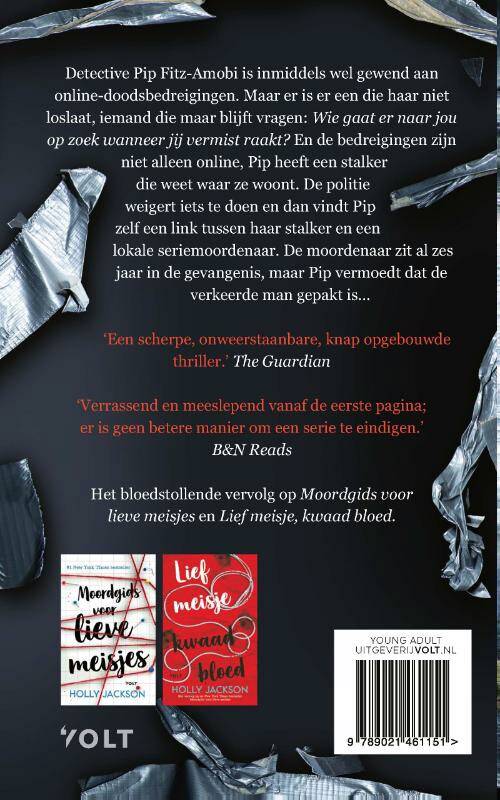 Detective Pip Fitz-Amobi is inmiddels wel gewend aan
online-doodsbedreigingen. Maar er is er een die haar niet
loslaat, iemand die maar blijft vragen: Wie gaat er naar jou
op zoek wanneer jij vermist raakt? En de bedreigingen zijn
niet alleen online, Pip heeft een stalker
die weet waar ze woont. De politie
weigert iets te doen en dan vindt Pip
zelf een link tussen haar stalker en een
lokale seriemoordenaar. De moordenaar zit al zes
jaar in de gevangenis, maar Pip vermoedt dat de
verkeerde man gepakt is...
‘Een scherpe, onweerstaanbare, knap opgebouwde
thriller.’ The Guardian
‘Verrassend en meeslepend vanaf de eerste pagina;
er is geen betere manier om een serie te eindigen.’
B&N Reads
Het bloedstollende vervolg op Moordgids voor
lieve meisjes en Lief meisje, kwaad bloed.
#1 New York Times bestseller
Moordgids
voor
lieve
meisjes
VOLT
HOLLY JACKSON
Lief
meisje
kwaad
bloed
VOLT
HOLLY JACKSON
YOUNG ADULT
UITGEVERIJVOLT.NL
9 789021 461151 >
VOLT